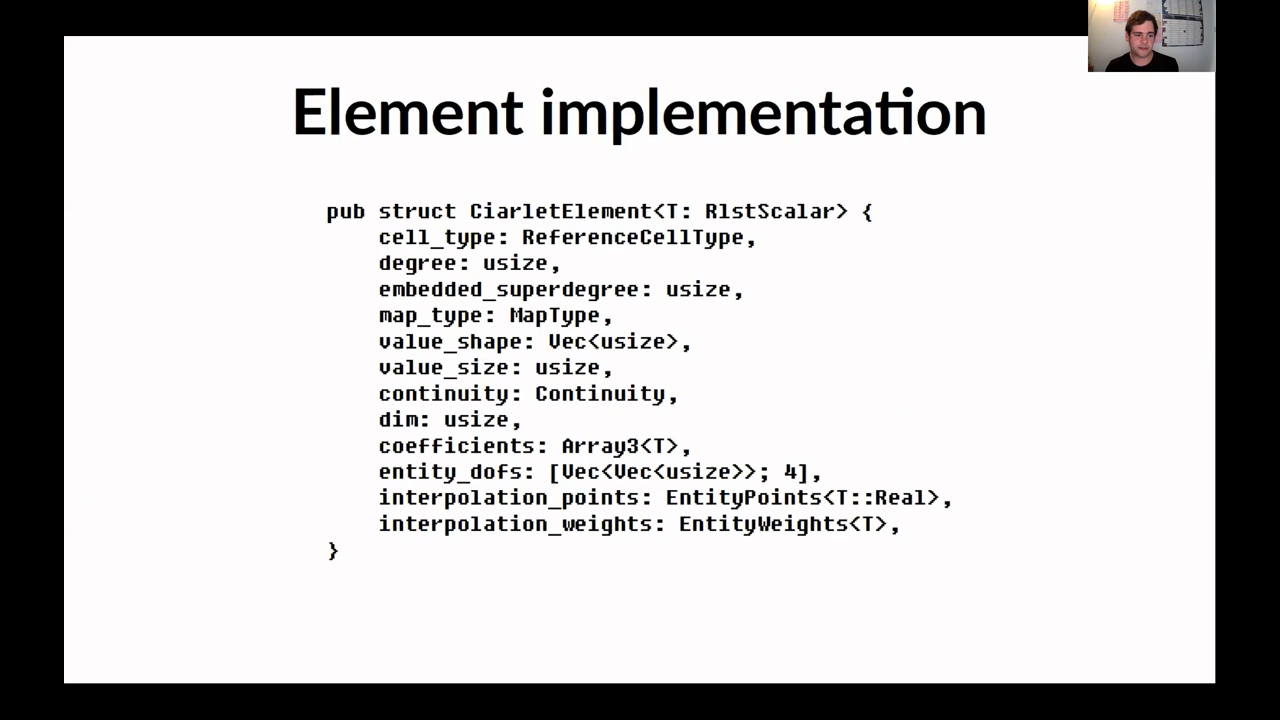 Element implementation
pub struct CiarletElement<T: RlstScalar> {
    cell_type: ReferenceCellType,
    degree: usize,
    embedded_superdegree: usize,
    map_type: MapType,
    value_shape: Vec<usize>,
    value_size: usize,
    continuity: Continuity,
    dim: usize,
    coefficients: Array3<T>,
    entity_dofs: [Vec<Vec<usize>>; 4],
    interpolation_points: EntityPoints<T::Real>,
    interpolation_weights: EntityWeights<T>,
}